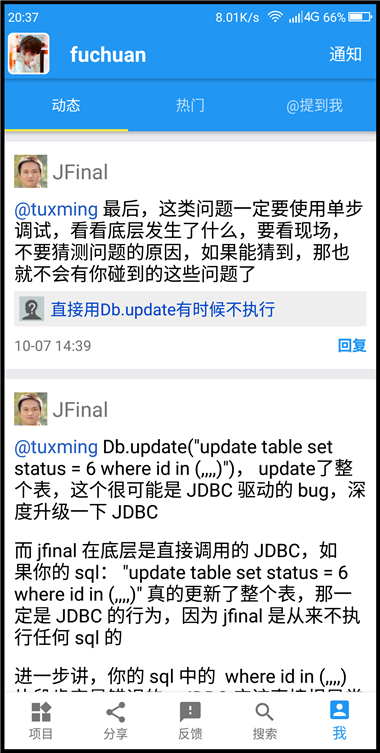 20:37 8.01K/s 4G 66%
fuchuan 通知
动态 热门 @提到我
JFinal
@tuxming 最后，这类问题一定要使用单步
调试，看看底层发生了什么，要看现场，
不要猜测问题的原因，如果能猜到，那也
就不会有你碰到的这些问题了
直接用Db.update有时候不执行
10-07 14:39 回复
JFinal
@tuxming Db.update("update table set
status = 6 where id in (,,,,)")， update了整
个表，这个很可能是 JDBC 驱动的 bug，深
度升级一下 JDBC
而 jfinal 在底层是直接调用的 JDBC，如
果你的 sql： "update table set status = 6
where id in (,,,,)" 真的更新了整个表，那一
定是 JDBC 的行为，因为 jfinal 是从来不执
行任何 sql 的
进一步讲，你的 sql 中的  where id in (,,,,)
项目 分享 反馈 搜索 我